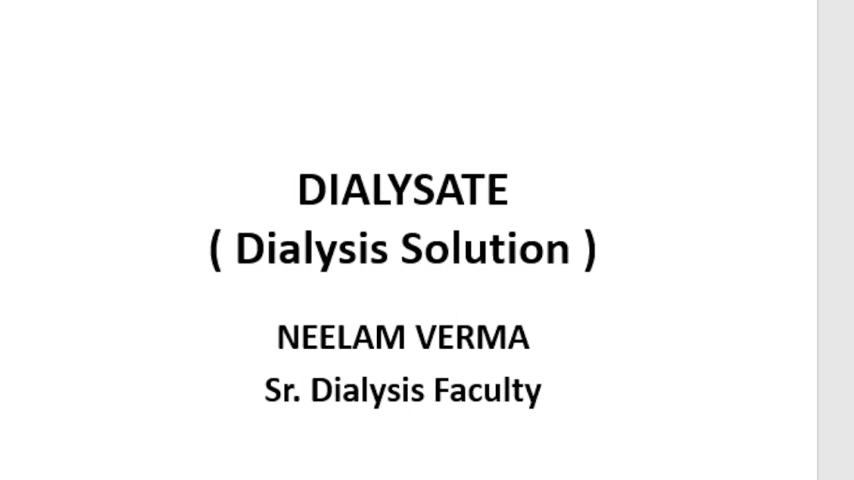 DIALYSATE
( Dialysis Solution )
NEELAM VERMA
Sr. Dialysis Faculty